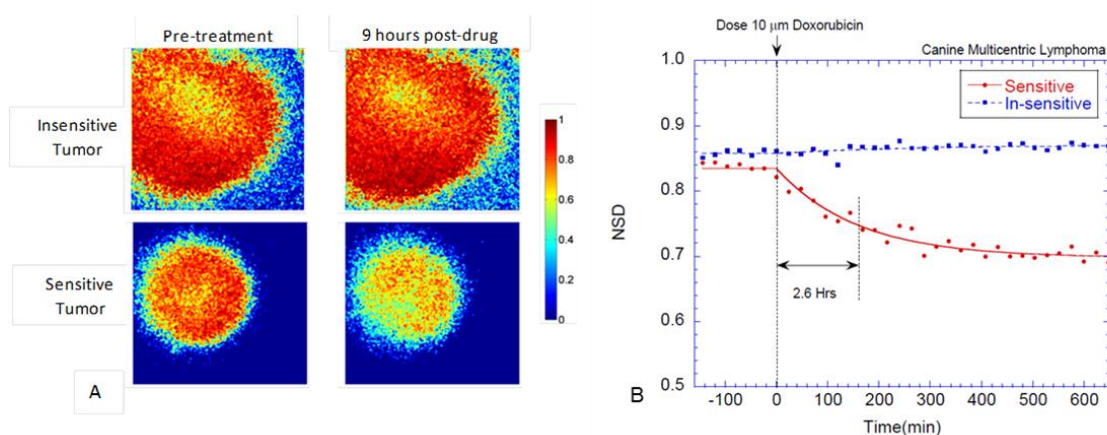 Pre-treatment
9 hours post-drug
Insensitive
Tumor
Sensitive
Tumor
1
0.8
0.6
0.4
0.2
0
A
Dose 10 μm Doxorubicin
Canine Multicentric Lymphoma
Sensitive
In-sensitive
1.0
0.9
0.8
0.7
0.6
0.5
NSD
2.6 Hrs
-100 0 100 200 300 400 500 600
Time(min)
B